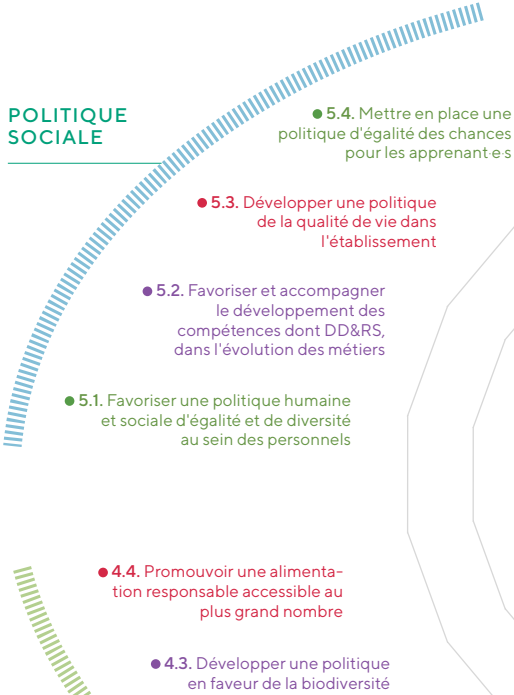 POLITIQUE
SOCIALE
● 5.4. Mettre en place une
politique d'égalité des chances
pour les apprenant·e·s
● 5.3. Développer une politique
de la qualité de vie dans
l'établissement
● 5.2. Favoriser et accompagner
le développement des
compétences dont DD&RS,
dans l'évolution des métiers
● 5.1. Favoriser une politique humaine
et sociale d'égalité et de diversité
au sein des personnels
● 4.4. Promouvoir une alimenta-
tion responsable accessible au
plus grand nombre
● 4.3. Développer une politique
en faveur de la biodiversité